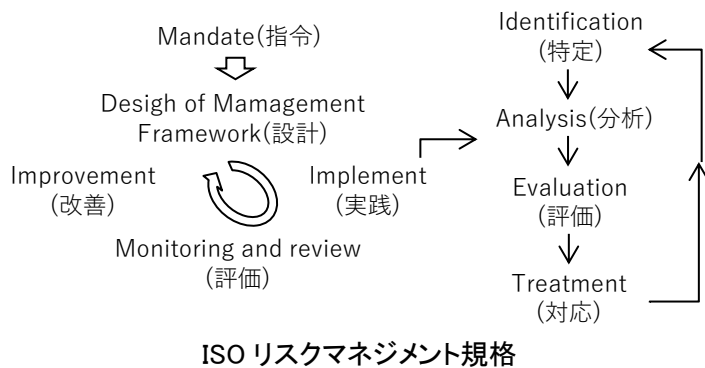 Mandate(指令)
Desigh of Mamagement
Framework(設計)
Improvement
(改善)
Implement
(実践)
Monitoring and review
(評価)
Identification
(特定)
Analysis(分析)
Evaluation
(評価)
Treatment
(対応)
ISO リスクマネジメント規格